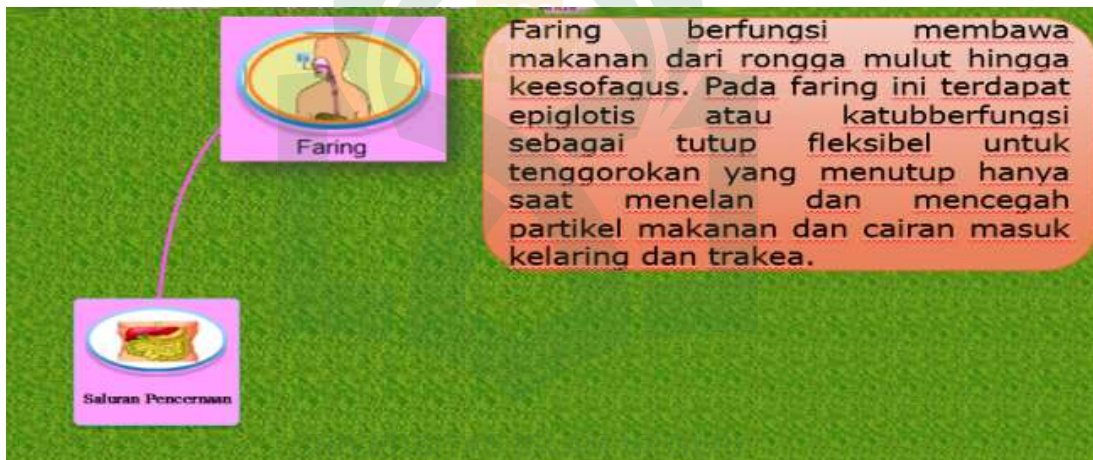 Faring berfungsi membawa
makanan dari rongga mulut hingga
keesofagus. Pada faring ini terdapat
epiglotis atau katubberfungsi
sebagai tutup fleksibel untuk
tenggorokan yang menutup hanya
saat menelan dan mencegah
partikel makanan dan cairan masuk
kelaring dan trakea.
Faring
Saluran Pencernaan